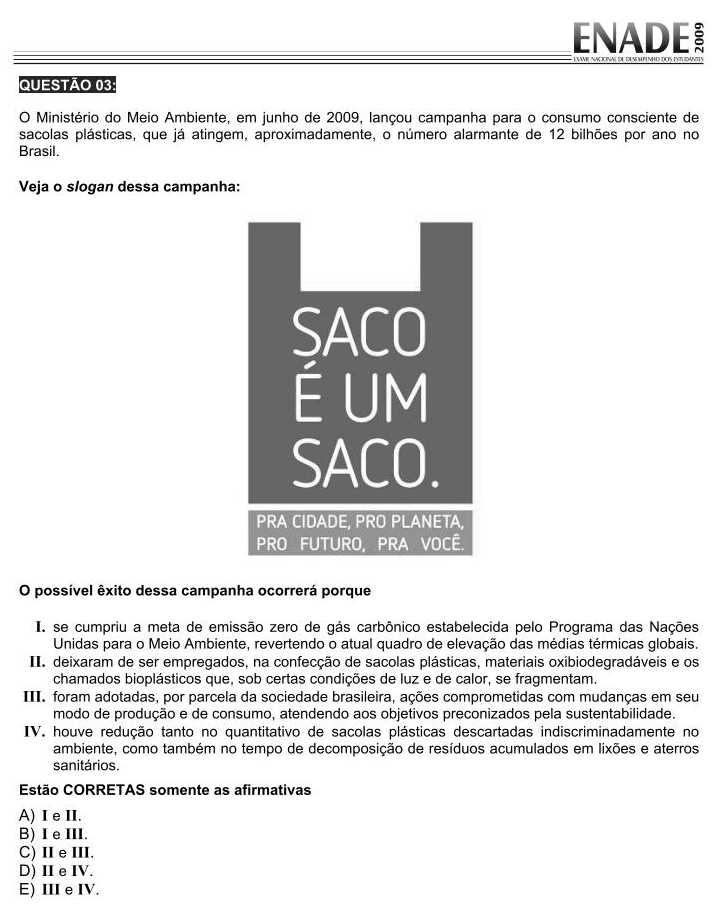 ENADE 2009
EXAME NACIONAL DE DESEMPENHO DOS ESTUDANTES
QUESTÃO 03:
O Ministério do Meio Ambiente, em junho de 2009, lançou campanha para o consumo consciente de
sacolas plásticas, que já atingem, aproximadamente, o número alarmante de 12 bilhões por ano no
Brasil.
Veja o slogan dessa campanha:
SACO
É UM
SACO.
PRA CIDADE, PRO PLANETA,
PRO FUTURO, PRA VOCÊ.
O possível êxito dessa campanha ocorrerá porque
I. se cumpriu a meta de emissão zero de gás carbônico estabelecida pelo Programa das Nações
Unidas para o Meio Ambiente, revertendo o atual quadro de elevação das médias térmicas globais.
II. deixaram de ser empregados, na confecção de sacolas plásticas, materiais oxibiodegradáveis e os
chamados bioplásticos que, sob certas condições de luz e de calor, se fragmentam.
III. foram adotadas, por parcela da sociedade brasileira, ações comprometidas com mudanças em seu
modo de produção e de consumo, atendendo aos objetivos preconizados pela sustentabilidade.
IV. houve redução tanto no quantitativo de sacolas plásticas descartadas indiscriminadamente no
ambiente, como também no tempo de decomposição de resíduos acumulados em lixões e aterros
sanitários.
Estão CORRETAS somente as afirmativas
A) I e II.
B) I e III.
C) II e III.
D) II e IV.
E) III e IV.